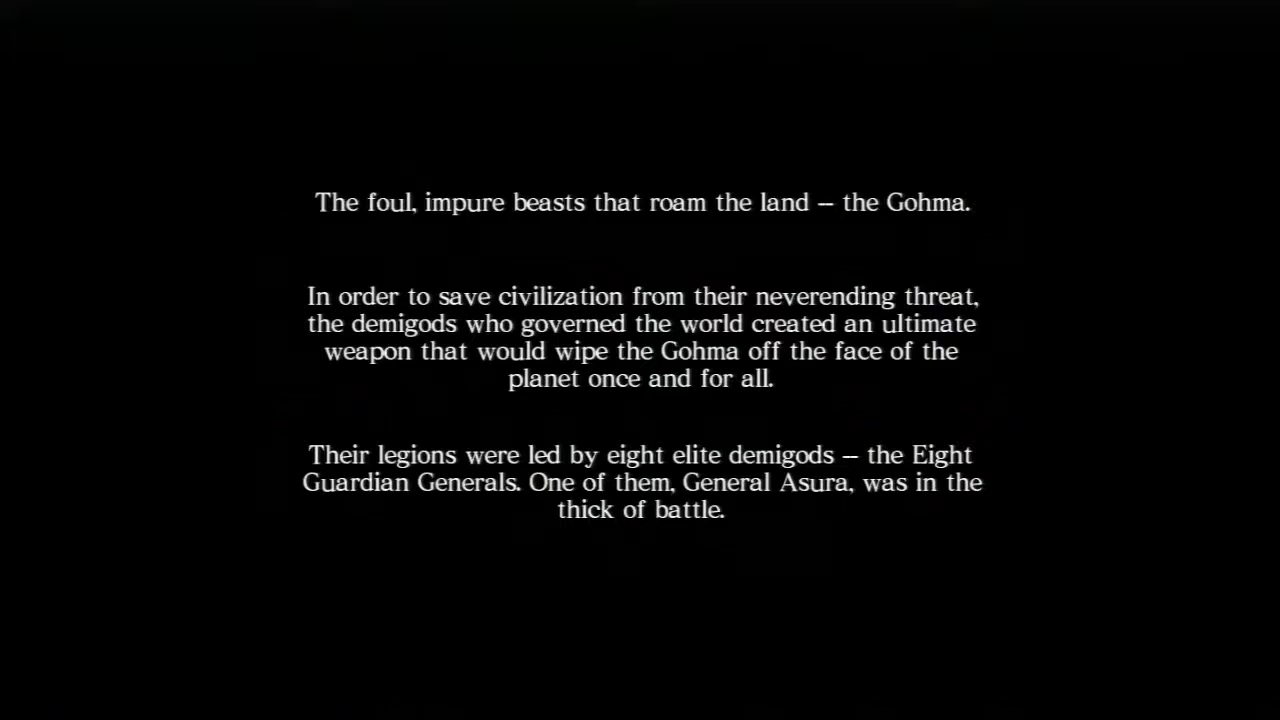 The foul, impure beasts that roam the land – the Gohma.
In order to save civilization from their neverending threat,
the demigods who governed the world created an ultimate
weapon that would wipe the Gohma off the face of the
planet once and for all.
Their legions were led by eight elite demigods – the Eight
Guardian Generals. One of them, General Asura, was in the
thick of battle.